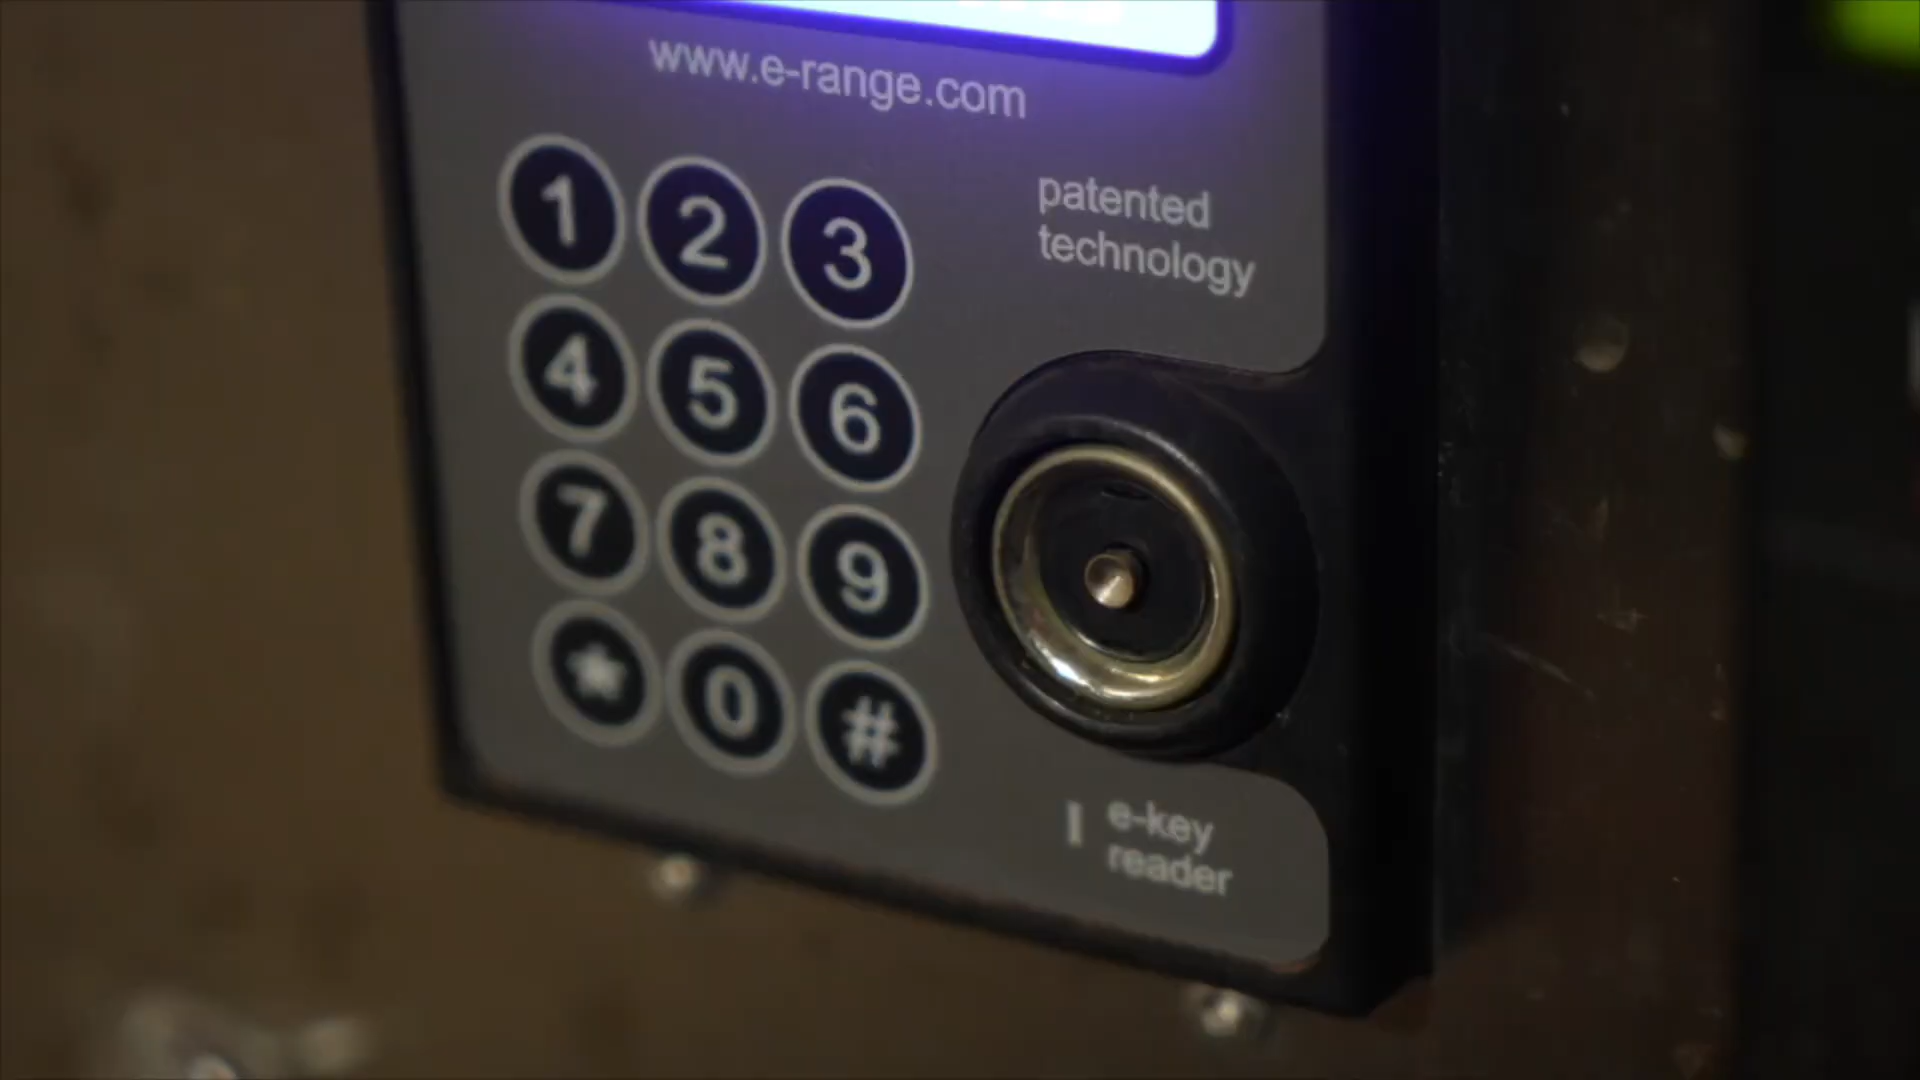 www.e-range.com
1 2 3
patented
technology
4 5 6
7 8 9
* 0 #
e-key
reader